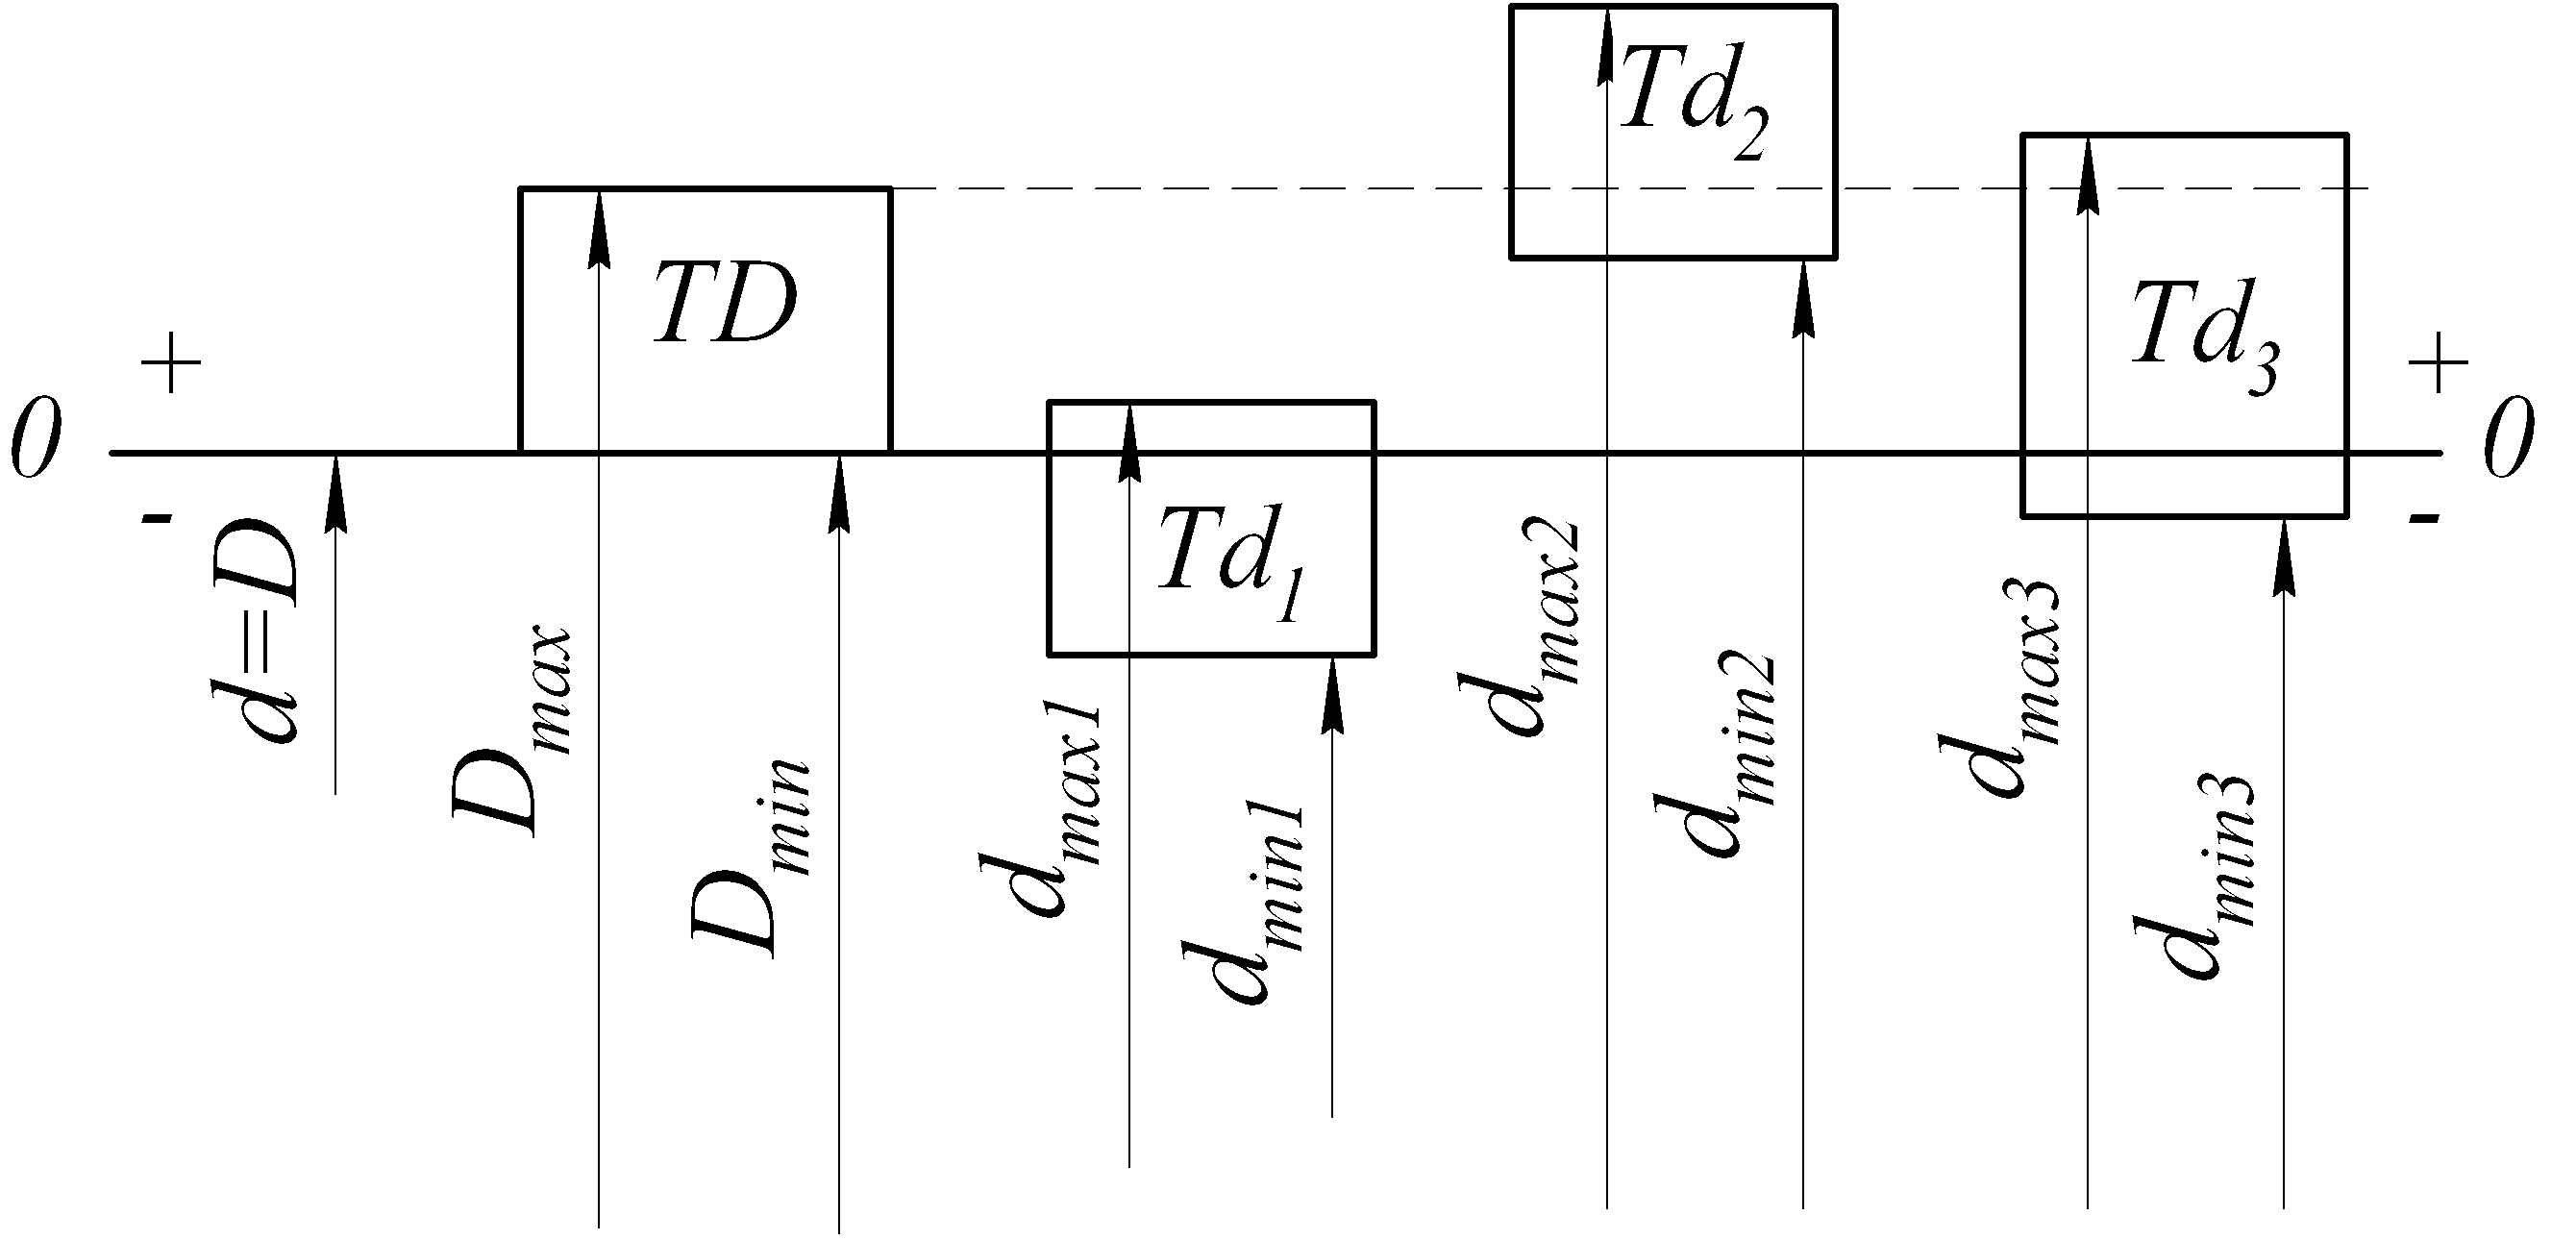 Td2
TD
Td3
+
+
0
0
-
-
Td1
d=D
Dmax
Dmin
dmax1
dmin1
dmax2
dmin2
dmax3
dmin3